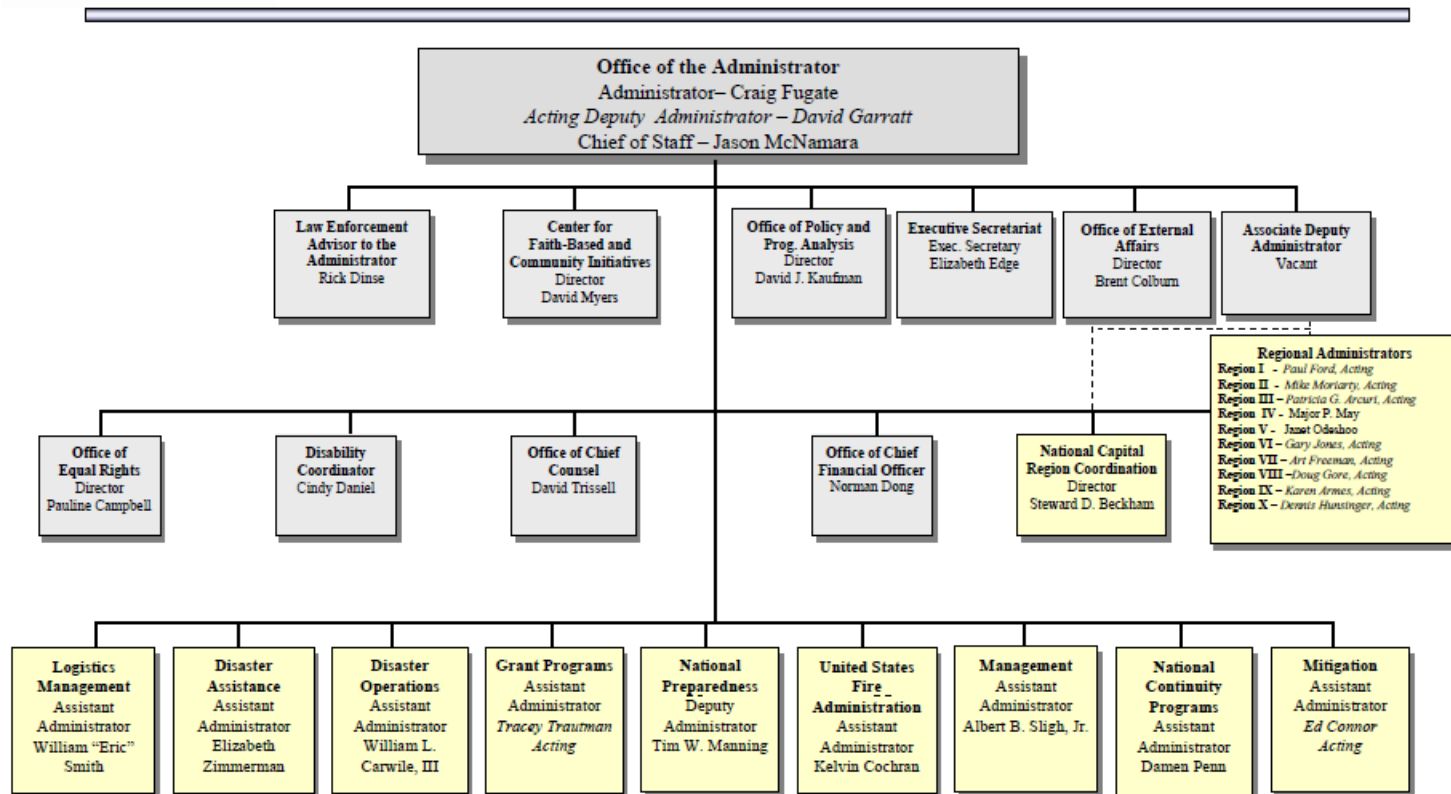 Office of the Administrator
Administrator– Craig Fugate
Acting Deputy Administrator – David Garratt
Chief of Staff – Jason McNamara
Law Enforcement
Advisor to the
Administrator
Rick Dinse
Center for
Faith-Based and
Community Initiatives
Director
David Myers
Office of Policy and
Prog. Analysis
Director
David J. Kaufman
Executive Secretariat
Exec. Secretary
Elizabeth Edge
Office of External
Affairs
Director
Brent Colburn
Associate Deputy
Administrator
Vacant
Regional Administrators
Region I - Paul Ford, Acting
Region II - Mike Moriarty, Acting
Region III – Patricia G. Arcuri, Acting
Region IV - Major P. May
Region V - Janet Odeshoo
Region VI – Gary Jones, Acting
Region VII – Art Freeman, Acting
Region VIII –Doug Gore, Acting
Region IX – Karen Armes, Acting
Region X – Dennis Hunsinger, Acting
Office of
Equal Rights
Director
Pauline Campbell
Disability
Coordinator
Cindy Daniel
Office of Chief
Counsel
David Trissell
Office of Chief
Financial Officer
Norman Dong
National Capital
Region Coordination
Director
Steward D. Beckham
Logistics
Management
Assistant
Administrator
William “Eric”
Smith
Disaster
Assistance
Assistant
Administrator
Elizabeth
Zimmerman
Disaster
Operations
Assistant
Administrator
William L.
Carwile, III
Grant Programs
Assistant
Administrator
Tracey Trautman
Acting
National
Preparedness
Deputy
Administrator
Tim W. Manning
United States
Fire
Administration
Assistant
Administrator
Kelvin Cochran
Management
Assistant
Administrator
Albert B. Sligh, Jr.
National
Continuity
Programs
Assistant
Administrator
Damen Penn
Mitigation
Assistant
Administrator
Ed Connor
Acting